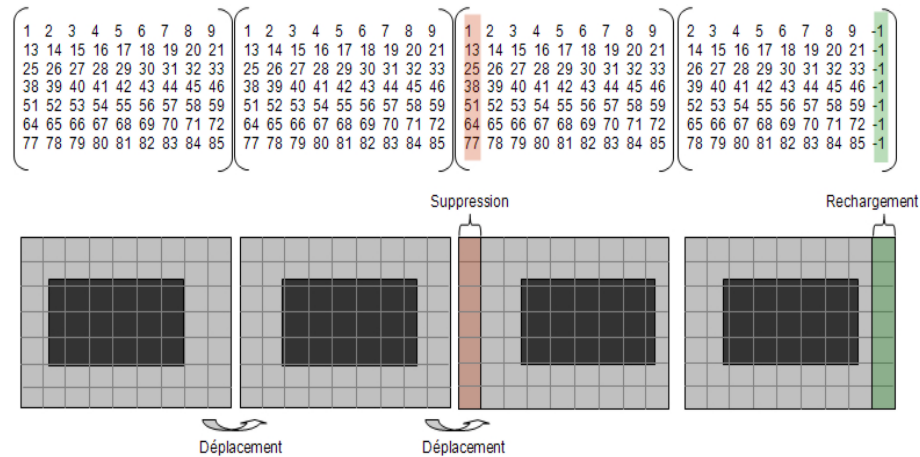 1 2 3 4 5 6 7 8 9
13 14 15 16 17 18 19 20 21
25 26 27 28 29 30 31 32 33
38 39 40 41 42 43 44 45 46
51 52 53 54 55 56 57 58 59
64 65 66 67 68 69 70 71 72
77 78 79 80 81 82 83 84 85
1 2 3 4 5 6 7 8 9
13 14 15 16 17 18 19 20 21
25 26 27 28 29 30 31 32 33
38 39 40 41 42 43 44 45 46
51 52 53 54 55 56 57 58 59
64 65 66 67 68 69 70 71 72
77 78 79 80 81 82 83 84 85
1 2 3 4 5 6 7 8 9
13 14 15 16 17 18 19 20 21
25 26 27 28 29 30 31 32 33
38 39 40 41 42 43 44 45 46
51 52 53 54 55 56 57 58 59
64 65 66 67 68 69 70 71 72
77 78 79 80 81 82 83 84 85
2 3 4 5 6 7 8 9 -1
14 15 16 17 18 19 20 21 -1
26 27 28 29 30 31 32 33 -1
39 40 41 42 43 44 45 46 -1
52 53 54 55 56 57 58 59 -1
65 66 67 68 69 70 71 72 -1
78 79 80 81 82 83 84 85 -1
Suppression
Rechargement
Déplacement
Déplacement